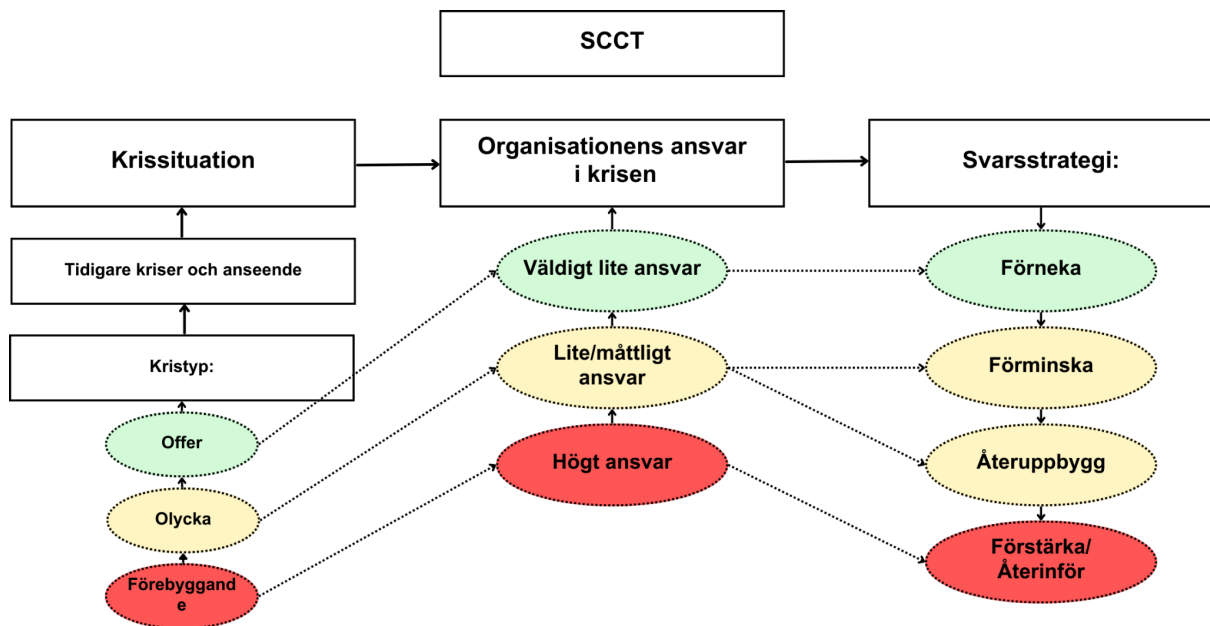 SCCT
Krissituation
Organisationens ansvar
i krisen
Svarsstrategi:
Tidigare kriser och anseende
Kristyp:
Offer
Olycka
Förebyggand
e
Väldigt lite ansvar
Lite/måttligt
ansvar
Högt ansvar
Förneka
Förminska
Återuppbygg
Förstärka/
Återinför